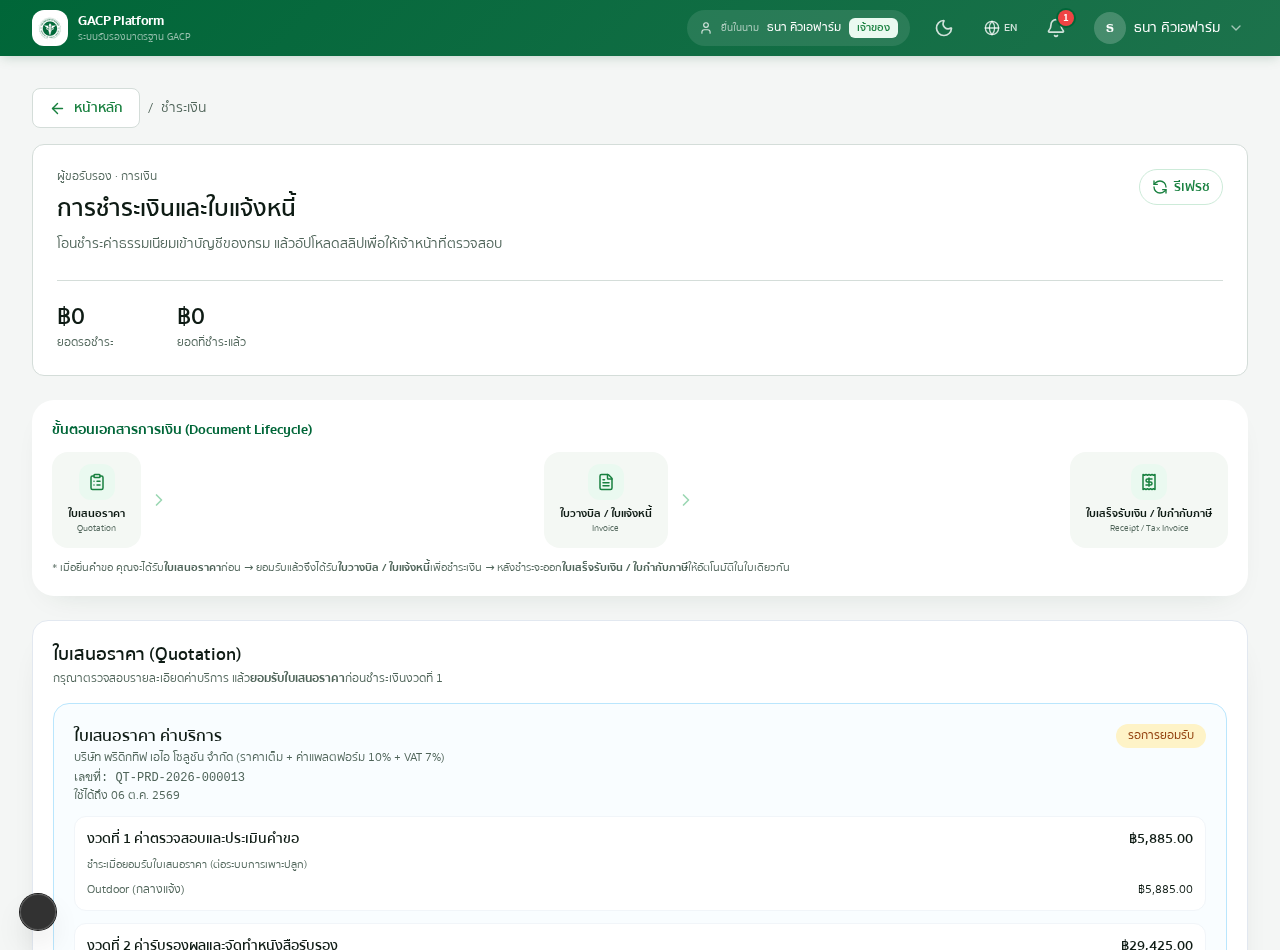 GACP Platform
ระบบรับรองมาตรฐาน GACP
ยื่นในนาม ธนา คิวเอฟาร์ม เจ้าของ
EN
1
S ธนา คิวเอฟาร์ม
หน้าหลัก / ชำระเงิน
ผู้ขอรับรอง · การเงิน
การชำระเงินและใบแจ้งหนี้
รีเฟรช
โอนชำระค่าธรรมเนียมเข้าบัญชีของกรม แล้วอัปโหลดสลิปเพื่อให้เจ้าหน้าที่ตรวจสอบ
฿0 ฿0
ยอดรอชำระ ยอดที่ชำระแล้ว
ขั้นตอนเอกสารการเงิน (Document Lifecycle)
ใบเสนอราคา ใบวางบิล / ใบแจ้งหนี้ ใบเสร็จรับเงิน / ใบกำกับภาษี
Quotation Invoice Receipt / Tax Invoice
* เมื่อยื่นคำขอ คุณจะได้รับใบเสนอราคาก่อน → ยอมรับแล้วจึงได้รับใบวางบิล / ใบแจ้งหนี้เพื่อชำระเงิน → หลังชำระจะออกใบเสร็จรับเงิน / ใบกำกับภาษีให้อัตโนมัติในใบเดียวกัน
ใบเสนอราคา (Quotation)
กรุณาตรวจสอบรายละเอียดค่าบริการ แล้วยอมรับใบเสนอราคาก่อนชำระเงินงวดที่ 1
ใบเสนอราคา ค่าบริการ
รอการยอมรับ
บริษัท พรีดิกทิฟ เอไอ โซลูชัน จำกัด (ราคาเต็ม + ค่าแพลตฟอร์ม 10% + VAT 7%)
เลขที่: QT-PRD-2026-000013
ใช้ได้ถึง 06 ต.ค. 2569
งวดที่ 1 ค่าตรวจสอบและประเมินคำขอ ฿5,885.00
ชำระเมื่อยอมรับใบเสนอราคา (ต่อระบบการเพาะปลูก)
Outdoor (กลางแจ้ง) ฿5,885.00
งวดที่ 2 ค่ารับรองผลและจัดทำหนังสือรับรอง ฿29,425.00